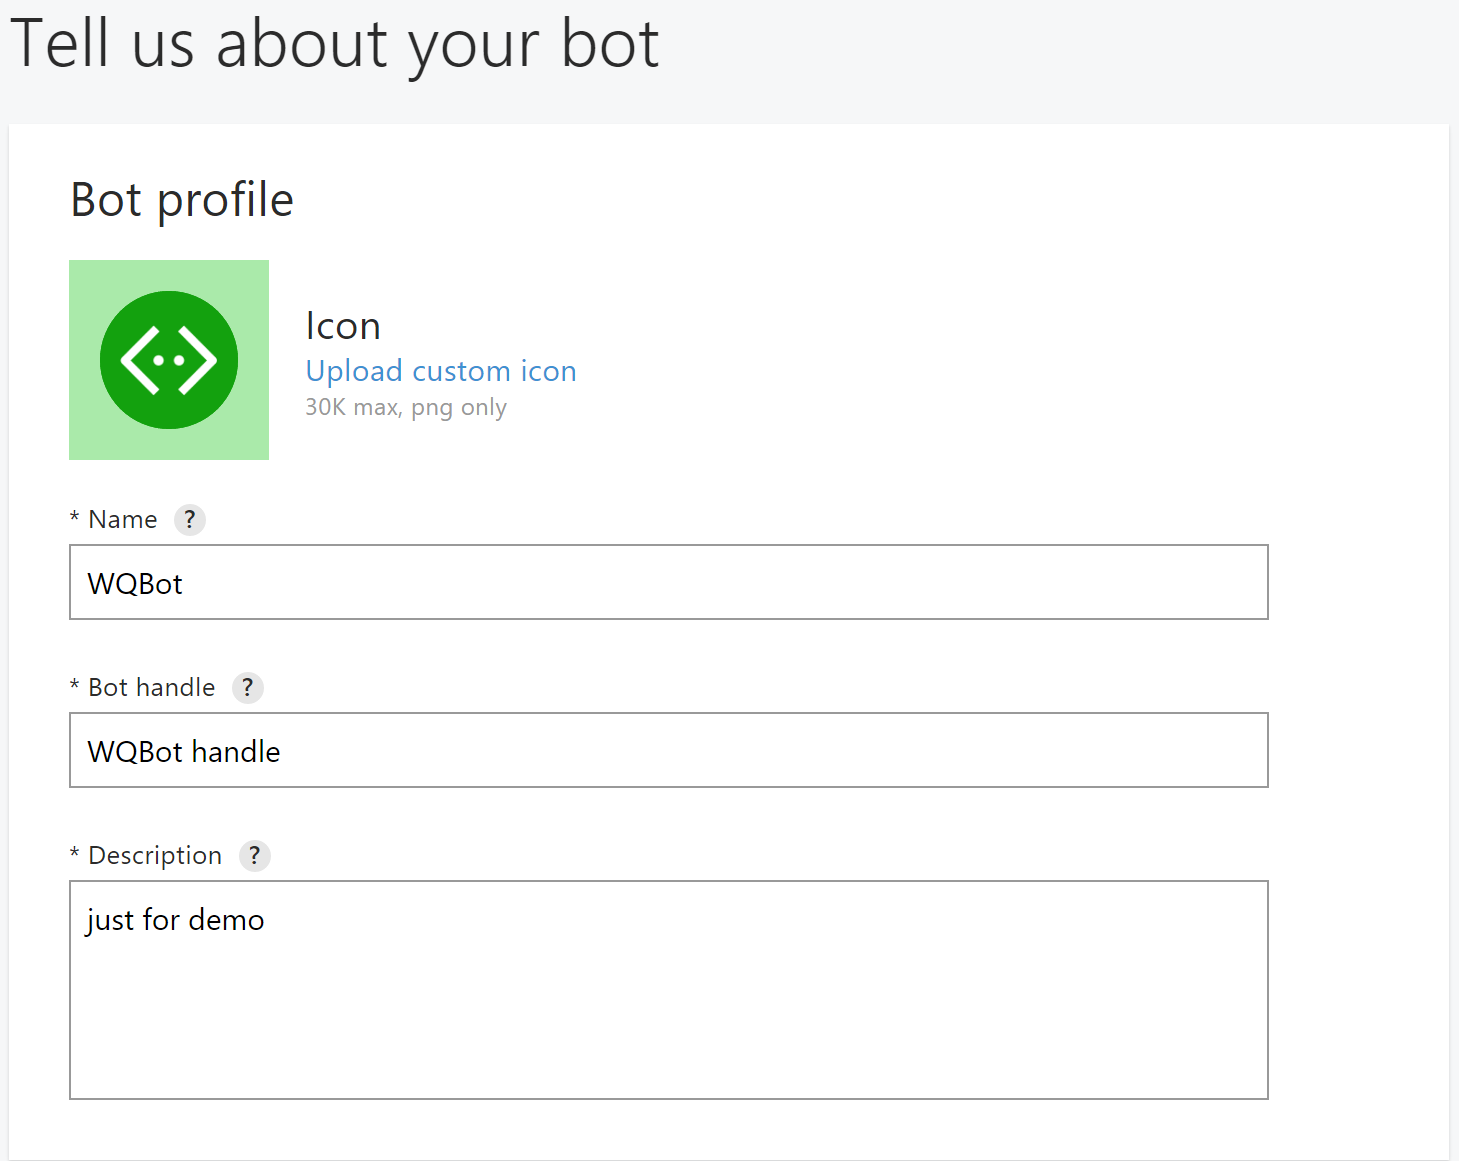 Tell us about your bot
Bot profile
Icon
Upload custom icon
30K max, png only
* Name ?
WQBot
* Bot handle ?
WQBot handle
* Description ?
just for demo